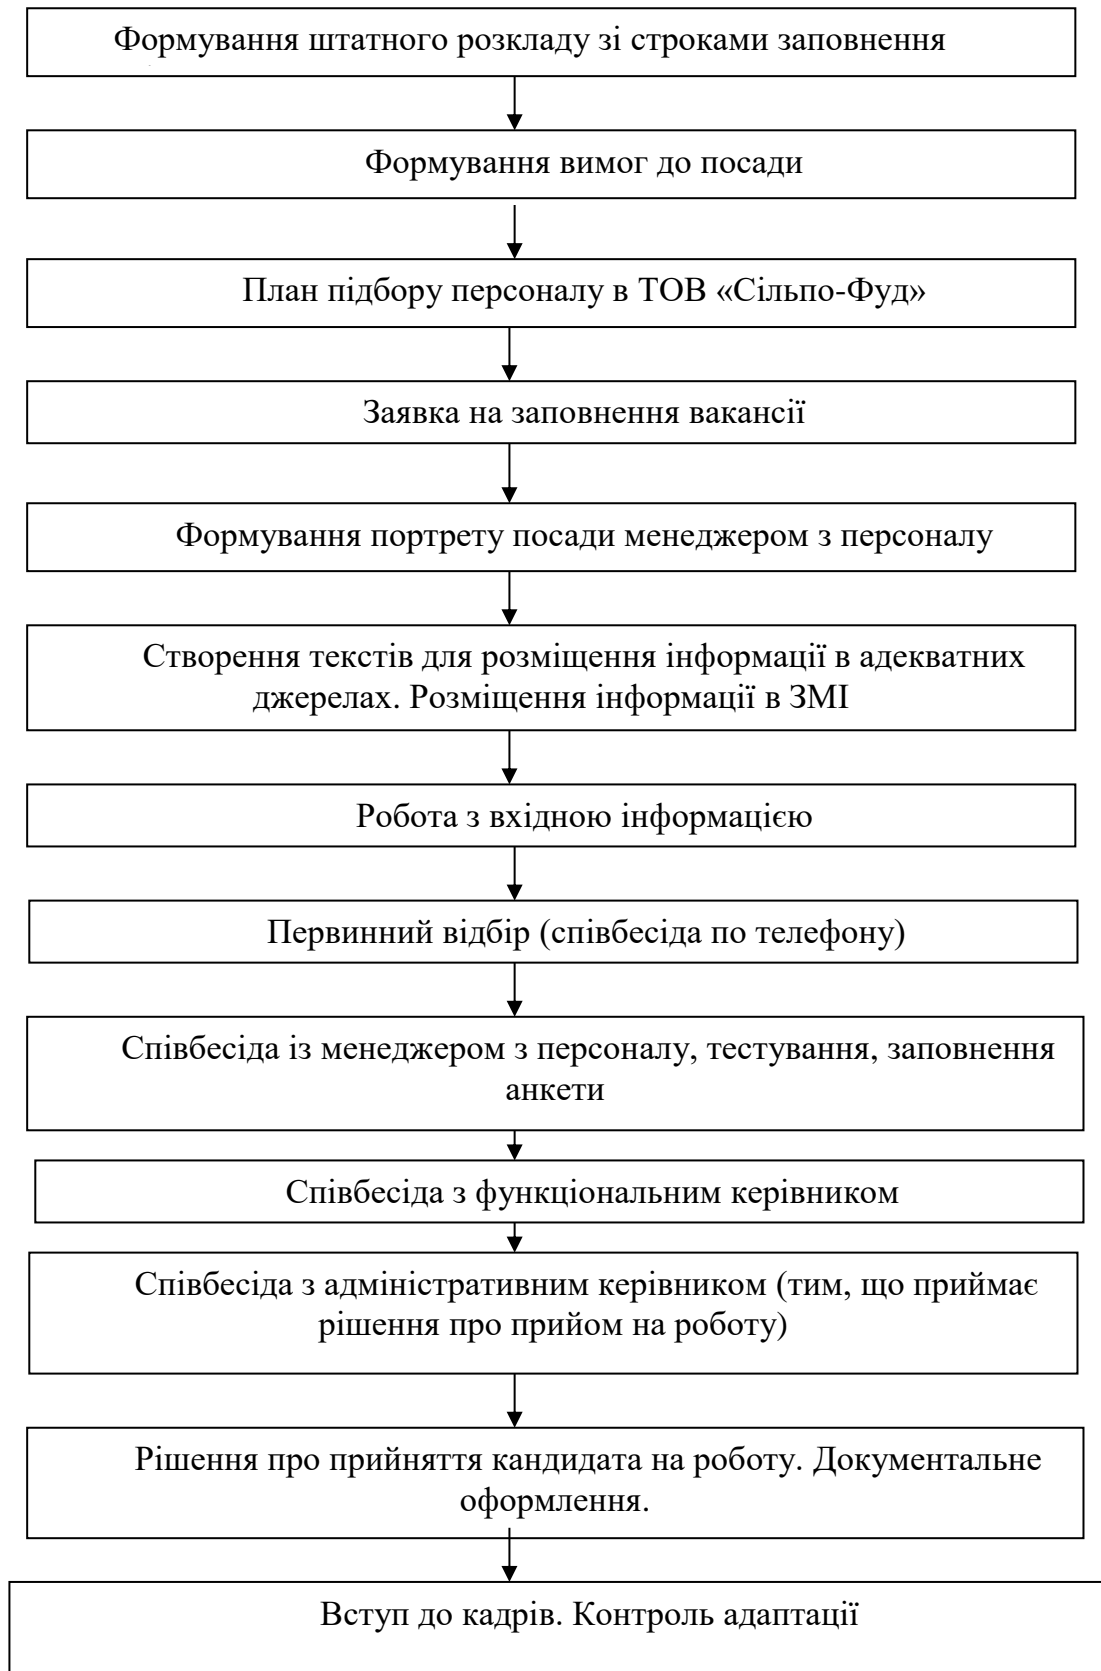 Формування штатного розкладу зі строками заповнення
Формування вимог до посади
План підбору персоналу в ТОВ «Сільпо-Фуд»
Заявка на заповнення вакансії
Формування портрету посади менеджером з персоналу
Створення текстів для розміщення інформації в адекватних
джерелах. Розміщення інформації в ЗМІ
Робота з вхідною інформацією
Первинний відбір (співбесіда по телефону)
Співбесіда із менеджером з персоналу, тестування, заповнення
анкети
Співбесіда з функціональним керівником
Співбесіда з адміністративним керівником (тим, що приймає
рішення про прийом на роботу)
Рішення про прийняття кандидата на роботу. Документальне
оформлення.
Вступ до кадрів. Контроль адаптації